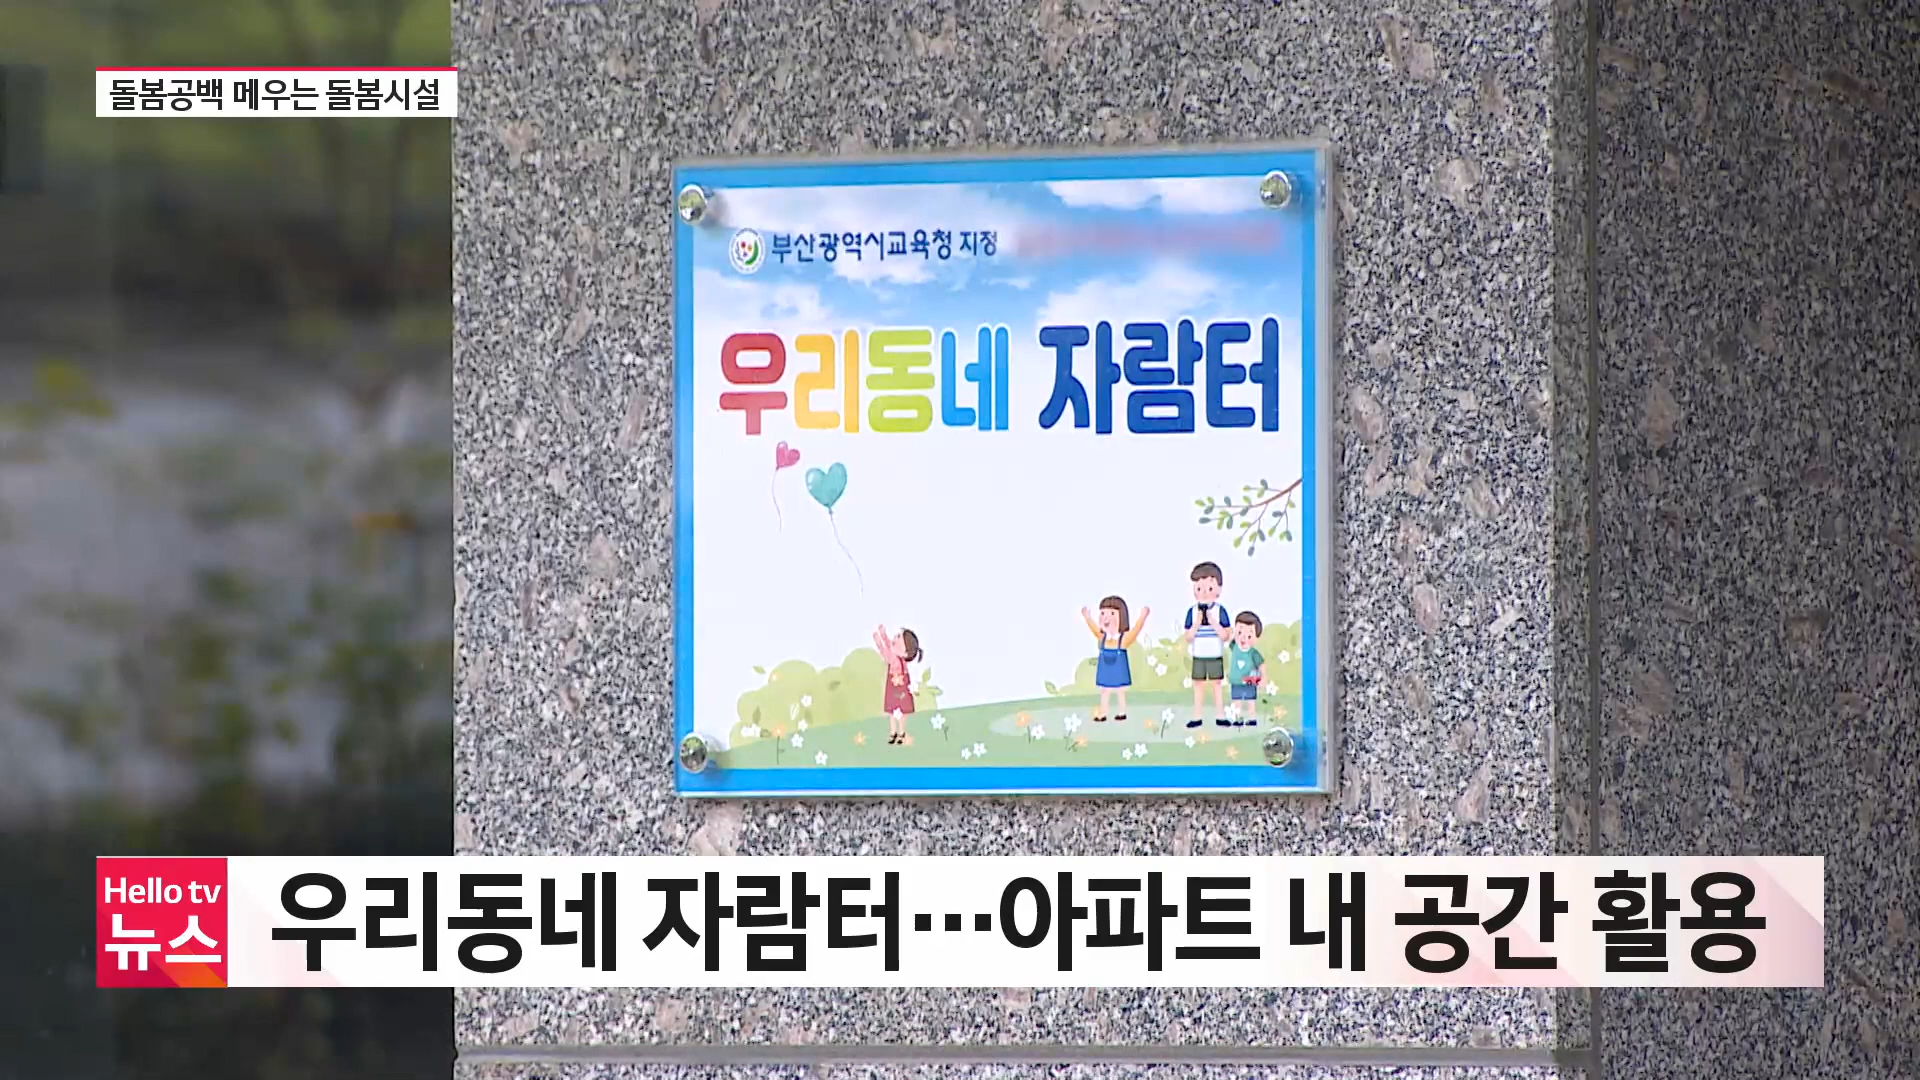 돌봄공백 메우는 돌봄시설
부산광역시교육청 지정
우리동네 자람터
Hello tv
뉴스
우리동네 자람터…아파트 내 공간 활용